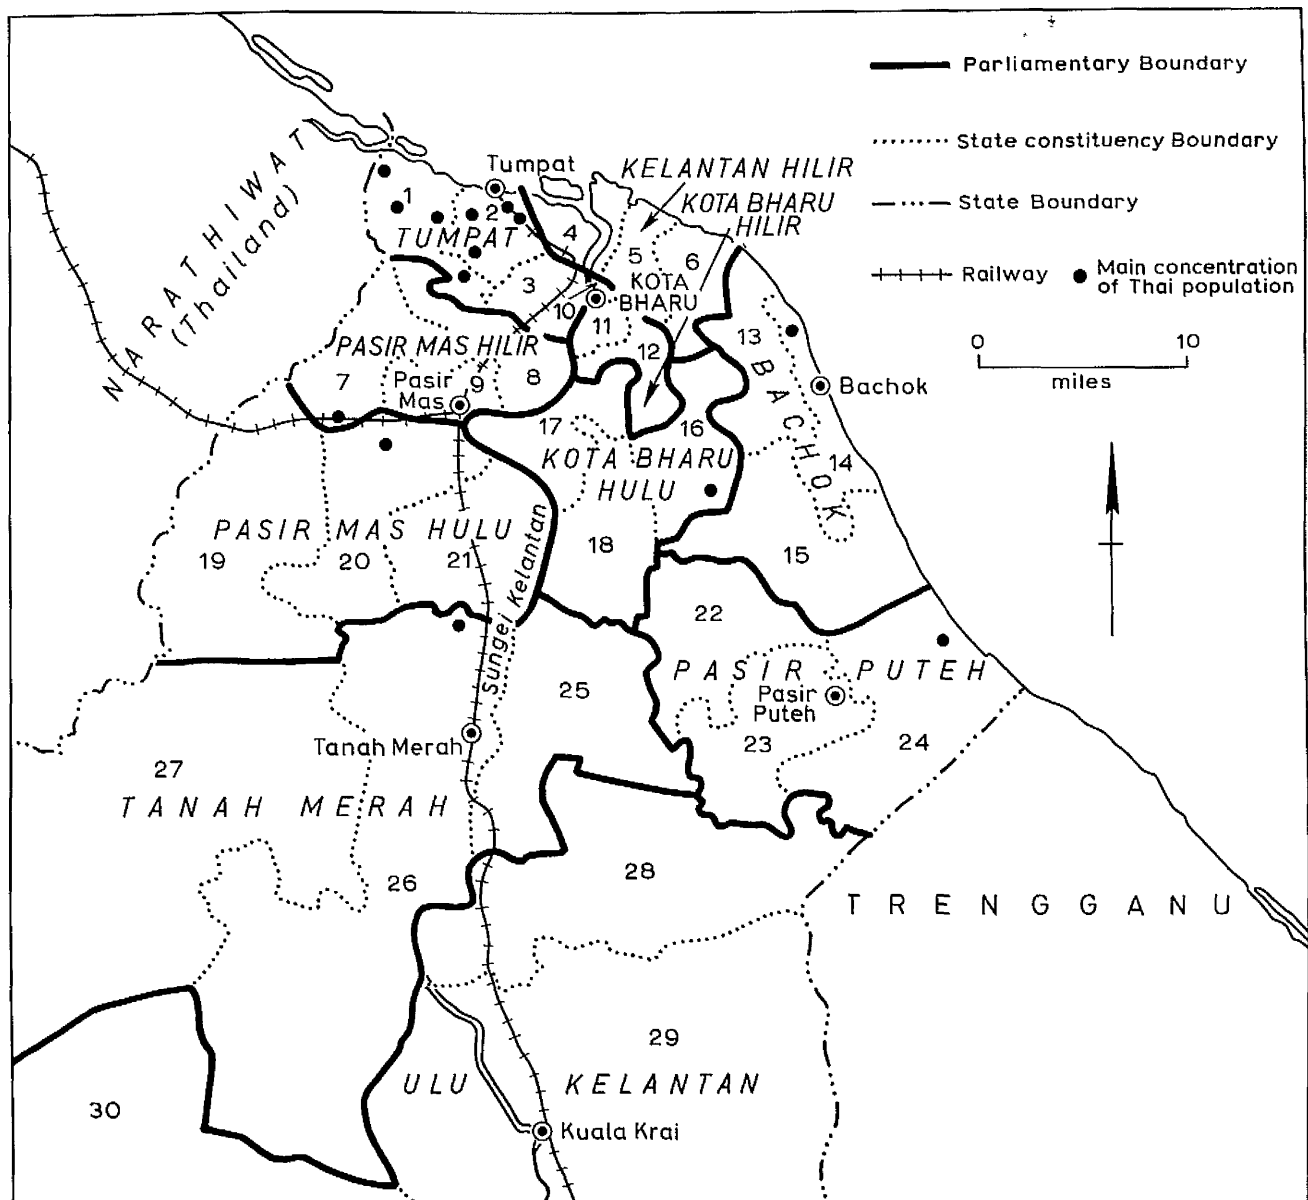 Parliamentary Boundary
State constituency Boundary
State Boundary
Railway
Main concentration
of Thai population
0 10
miles
NARATHIWAT
(Thailand)
Tumpat
KELANTAN HILIR
KOTA BHARU
HILIR
1
2
TUMPAT
4
5
6
3
KOTA
BHARU
10
11
12
13
PASIR MAS HILIR
7
Pasir
Mas
9
8
BACHOK
Bachok
17
16
14
KOTA BHARU
HULU
PASIR MAS HULU
19
20
21
18
15
Sungei Kelantan
22
PASIR PUTEH
25
Pasir
Puteh
23
24
Tanah Merah
27
TANAH MERAH
26
28
TRENGGANU
29
ULU KELANTAN
30
Kuala Krai